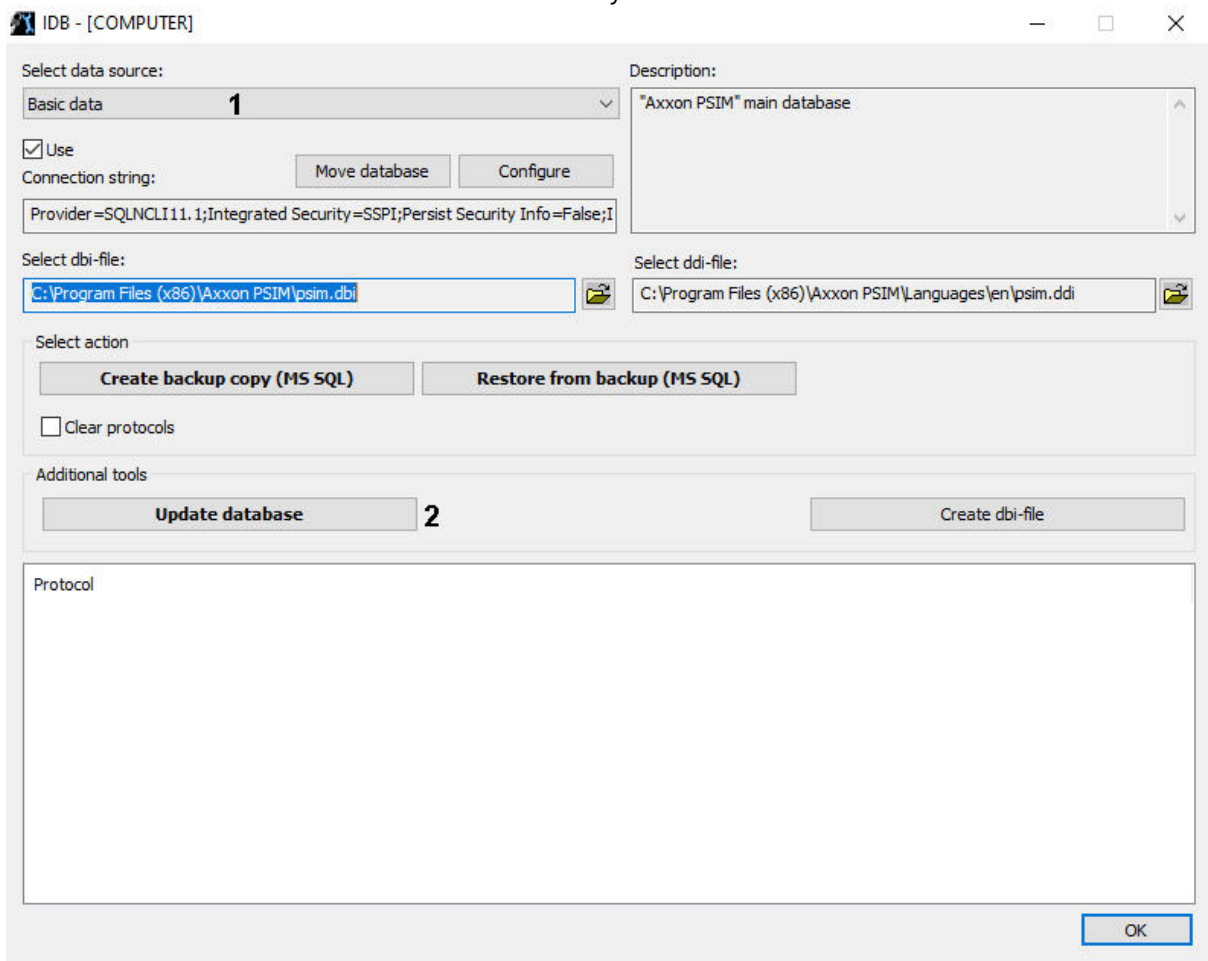 IDB - [COMPUTER]
Select data source:
Description:
Basic data 1
"Axxon PSIM" main database
Use
Connection string:
Move database
Configure
Provider=SQLNCLI11.1;Integrated Security=SSPI;Persist Security Info=False;I
Select dbi-file:
Select ddi-file:
C:\Program Files (x86)\Axxon PSIM\psim.dbi
C:\Program Files (x86)\Axxon PSIM\Languages\en\psim.ddi
Select action
Create backup copy (MS SQL)
Restore from backup (MS SQL)
Clear protocols
Additional tools
Update database 2
Create dbi-file
Protocol
OK